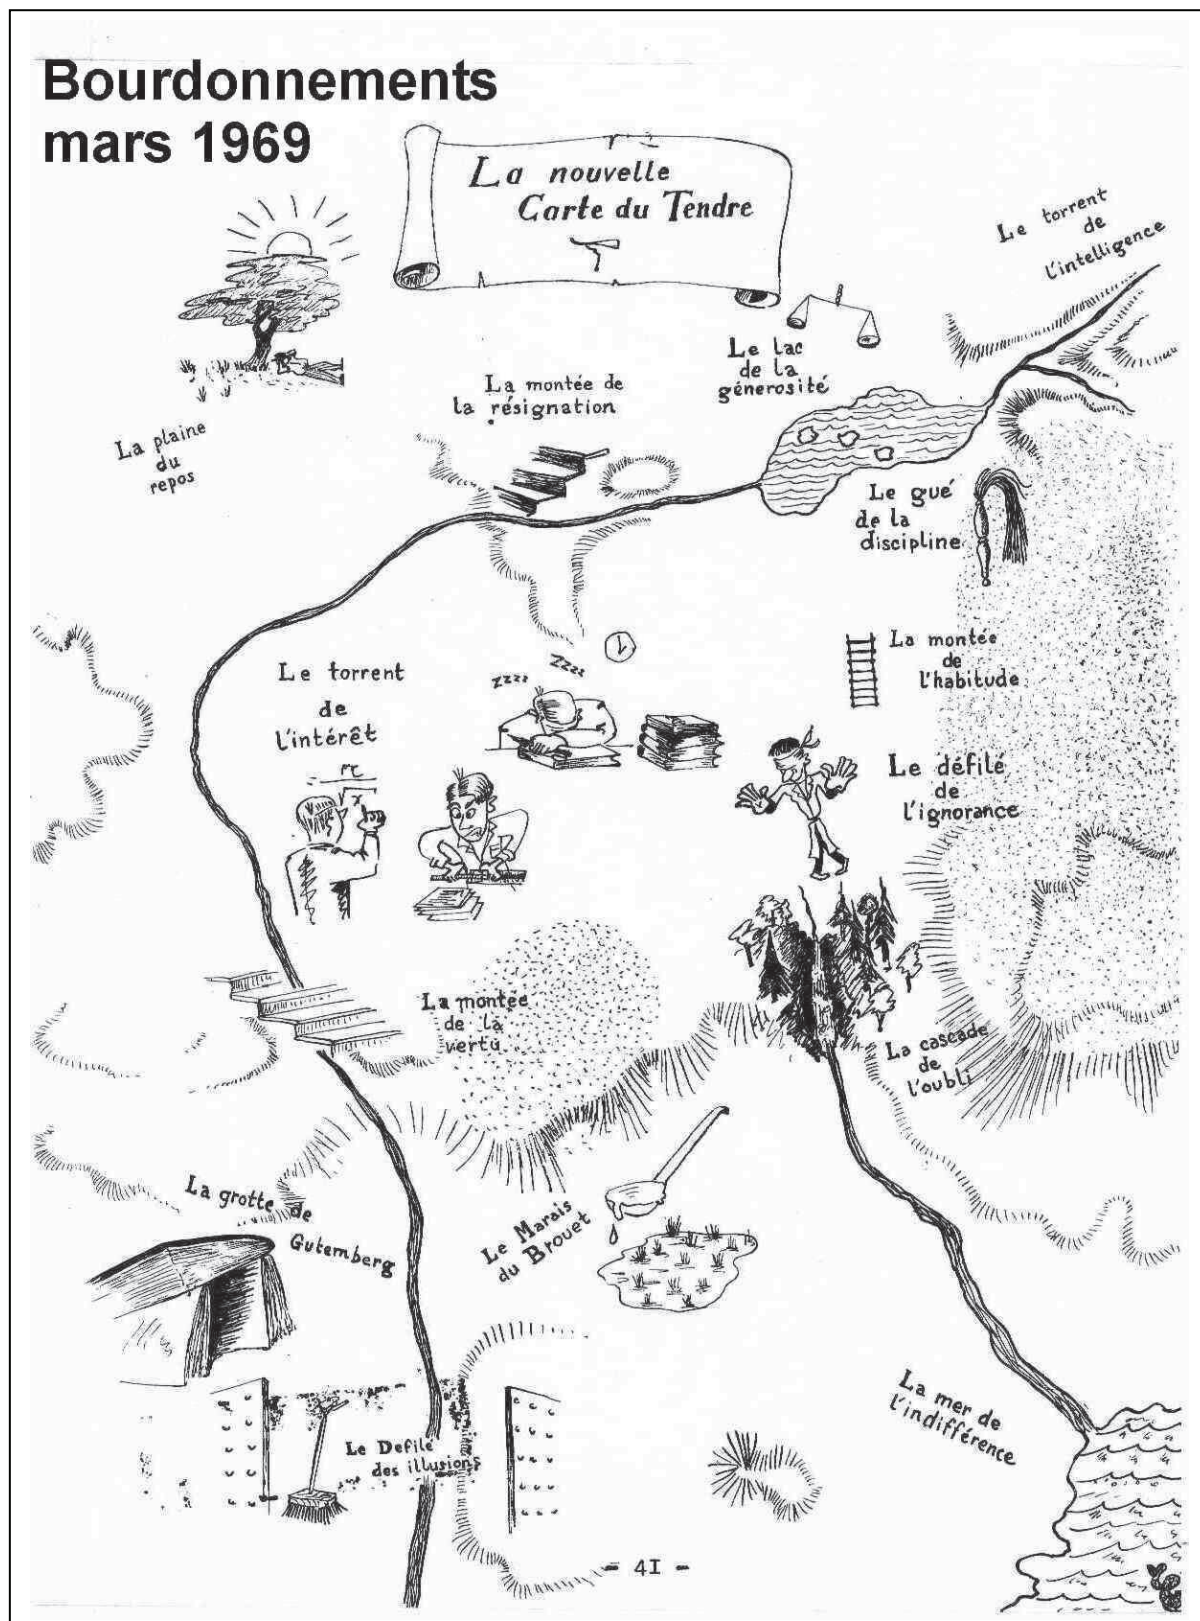 Bourdonnements
mars 1969
La nouvelle
Carte du Tendre
Le torrent
de
l'intelligence
Le lac
de la
génerosité
La montée de
la résignation
La plaine
du
repos
Le gué
de la
discipline
La montée
de
l'habitude
zzzz
zzzz
Le torrent
de
l'intérêt
Le défilé
de
l'ignorance
La montée
de la
vertu
La cascade
de
l'oubli
La grotte de
Gutemberg
Le Marais
du Brouet
La mer de
l'indifférence
Le Defilé
des illusions
- 41 -